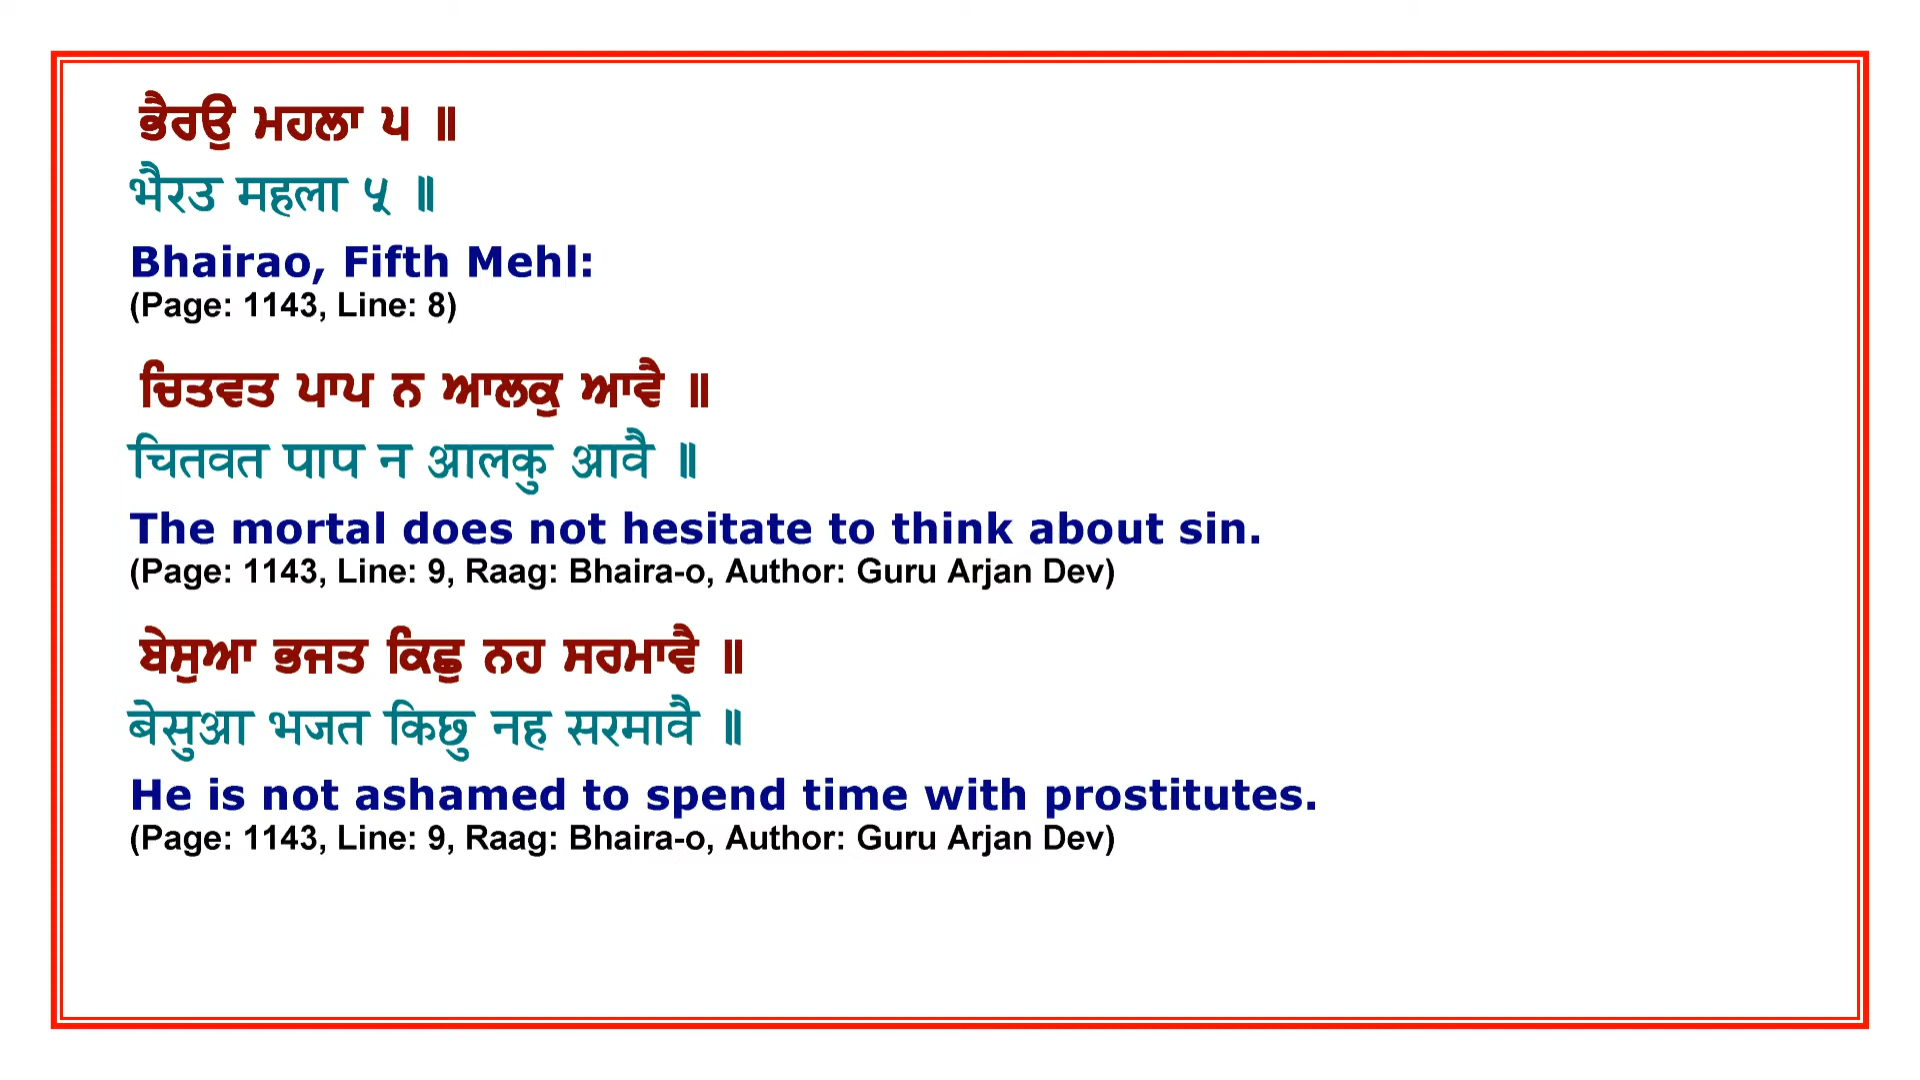 ਭੈਰਉ ਮਹਲਾ ੫ ॥
भैरउ महला ५ ॥
Bhairao, Fifth Mehl:
(Page: 1143, Line: 8)
ਚਿਤਵਤ ਪਾਪ ਨ ਆਲਕੁ ਆਵੈ ॥
चितवत पाप न आलकु आवै ॥
The mortal does not hesitate to think about sin.
(Page: 1143, Line: 9, Raag: Bhaira-o, Author: Guru Arjan Dev)
ਬੇਸੁਆ ਭਜਤ ਕਿਛੁ ਨਹ ਸਰਮਾਵੈ ॥
बेसुआ भजत किछु नह सरमावै ॥
He is not ashamed to spend time with prostitutes.
(Page: 1143, Line: 9, Raag: Bhaira-o, Author: Guru Arjan Dev)